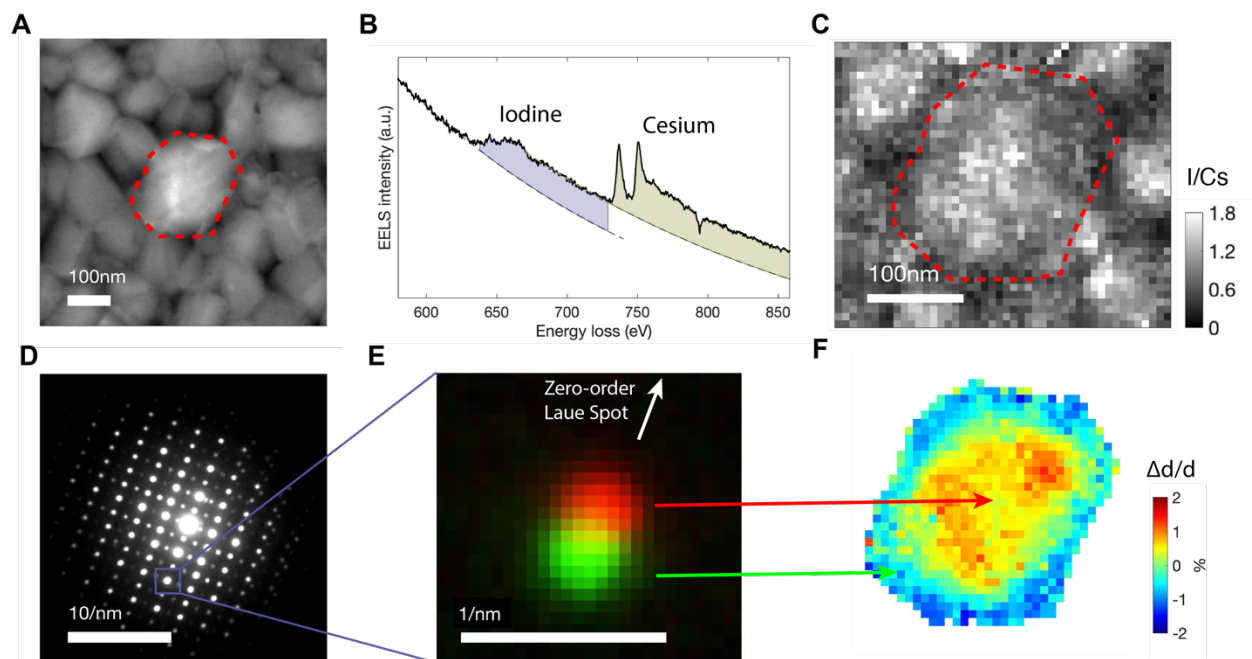 A
100nm
B
EELS intensity (a.u.)
Iodine
Cesium
600
650
700
750
800
850
Energy loss (eV)
C
100nm
I/Cs
1.8
1.2
0.6
0
D
10/nm
E
Zero-order
Laue Spot
1/nm
F
Δd/d
2
1
0
-1
-2
%